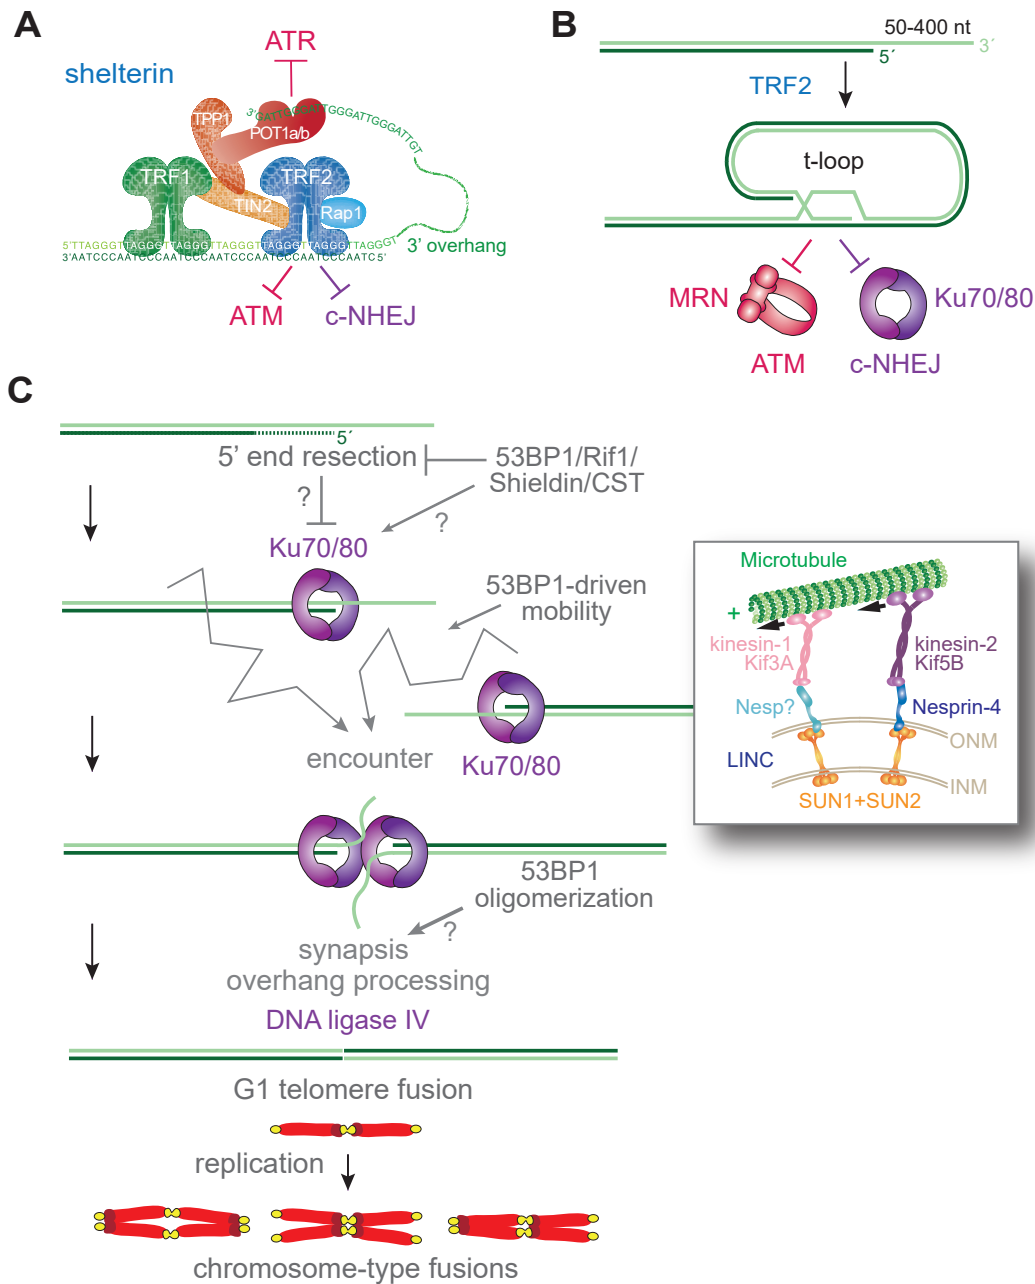 A
ATR
shelterin
TPP1
3'GATTGGGATTGGGATTGGGATTGT
POT1a/b
TRF1
TRF2
TIN2
Rap1
5'TTAGGGTTAGGGTTAGGGTTAGGGTTAGGGTTAGGGTTAGGGT
3'AATCCCAATCCCAATCCCAATCCCAATCCCAATCCCAATC5'
3' overhang
ATM
c-NHEJ
B
50-400 nt
3´
5´
TRF2
t-loop
MRN
Ku70/80
ATM
c-NHEJ
C
5´
5' end resection
53BP1/Rif1/
Shieldin/CST
?
?
Ku70/80
53BP1-driven
mobility
encounter
Ku70/80
Microtubule
+
kinesin-1
Kif3A
kinesin-2
Kif5B
Nesp?
Nesprin-4
ONM
LINC
INM
SUN1+SUN2
53BP1
oligomerization
?
synapsis
overhang processing
DNA ligase IV
G1 telomere fusion
replication
chromosome-type fusions